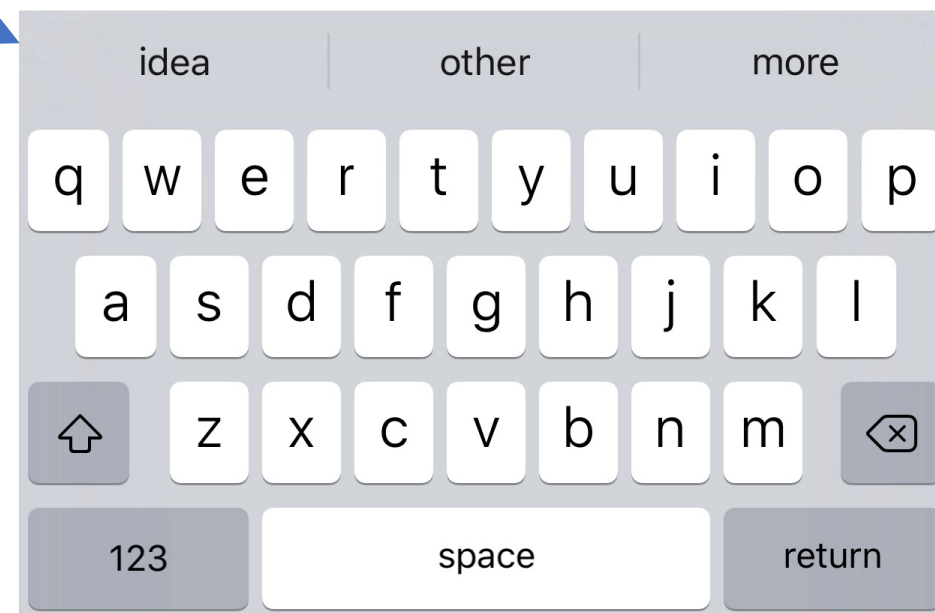 idea other more
q w e r t y u i o p
a s d f g h j k l
z x c v b n m
123 space return